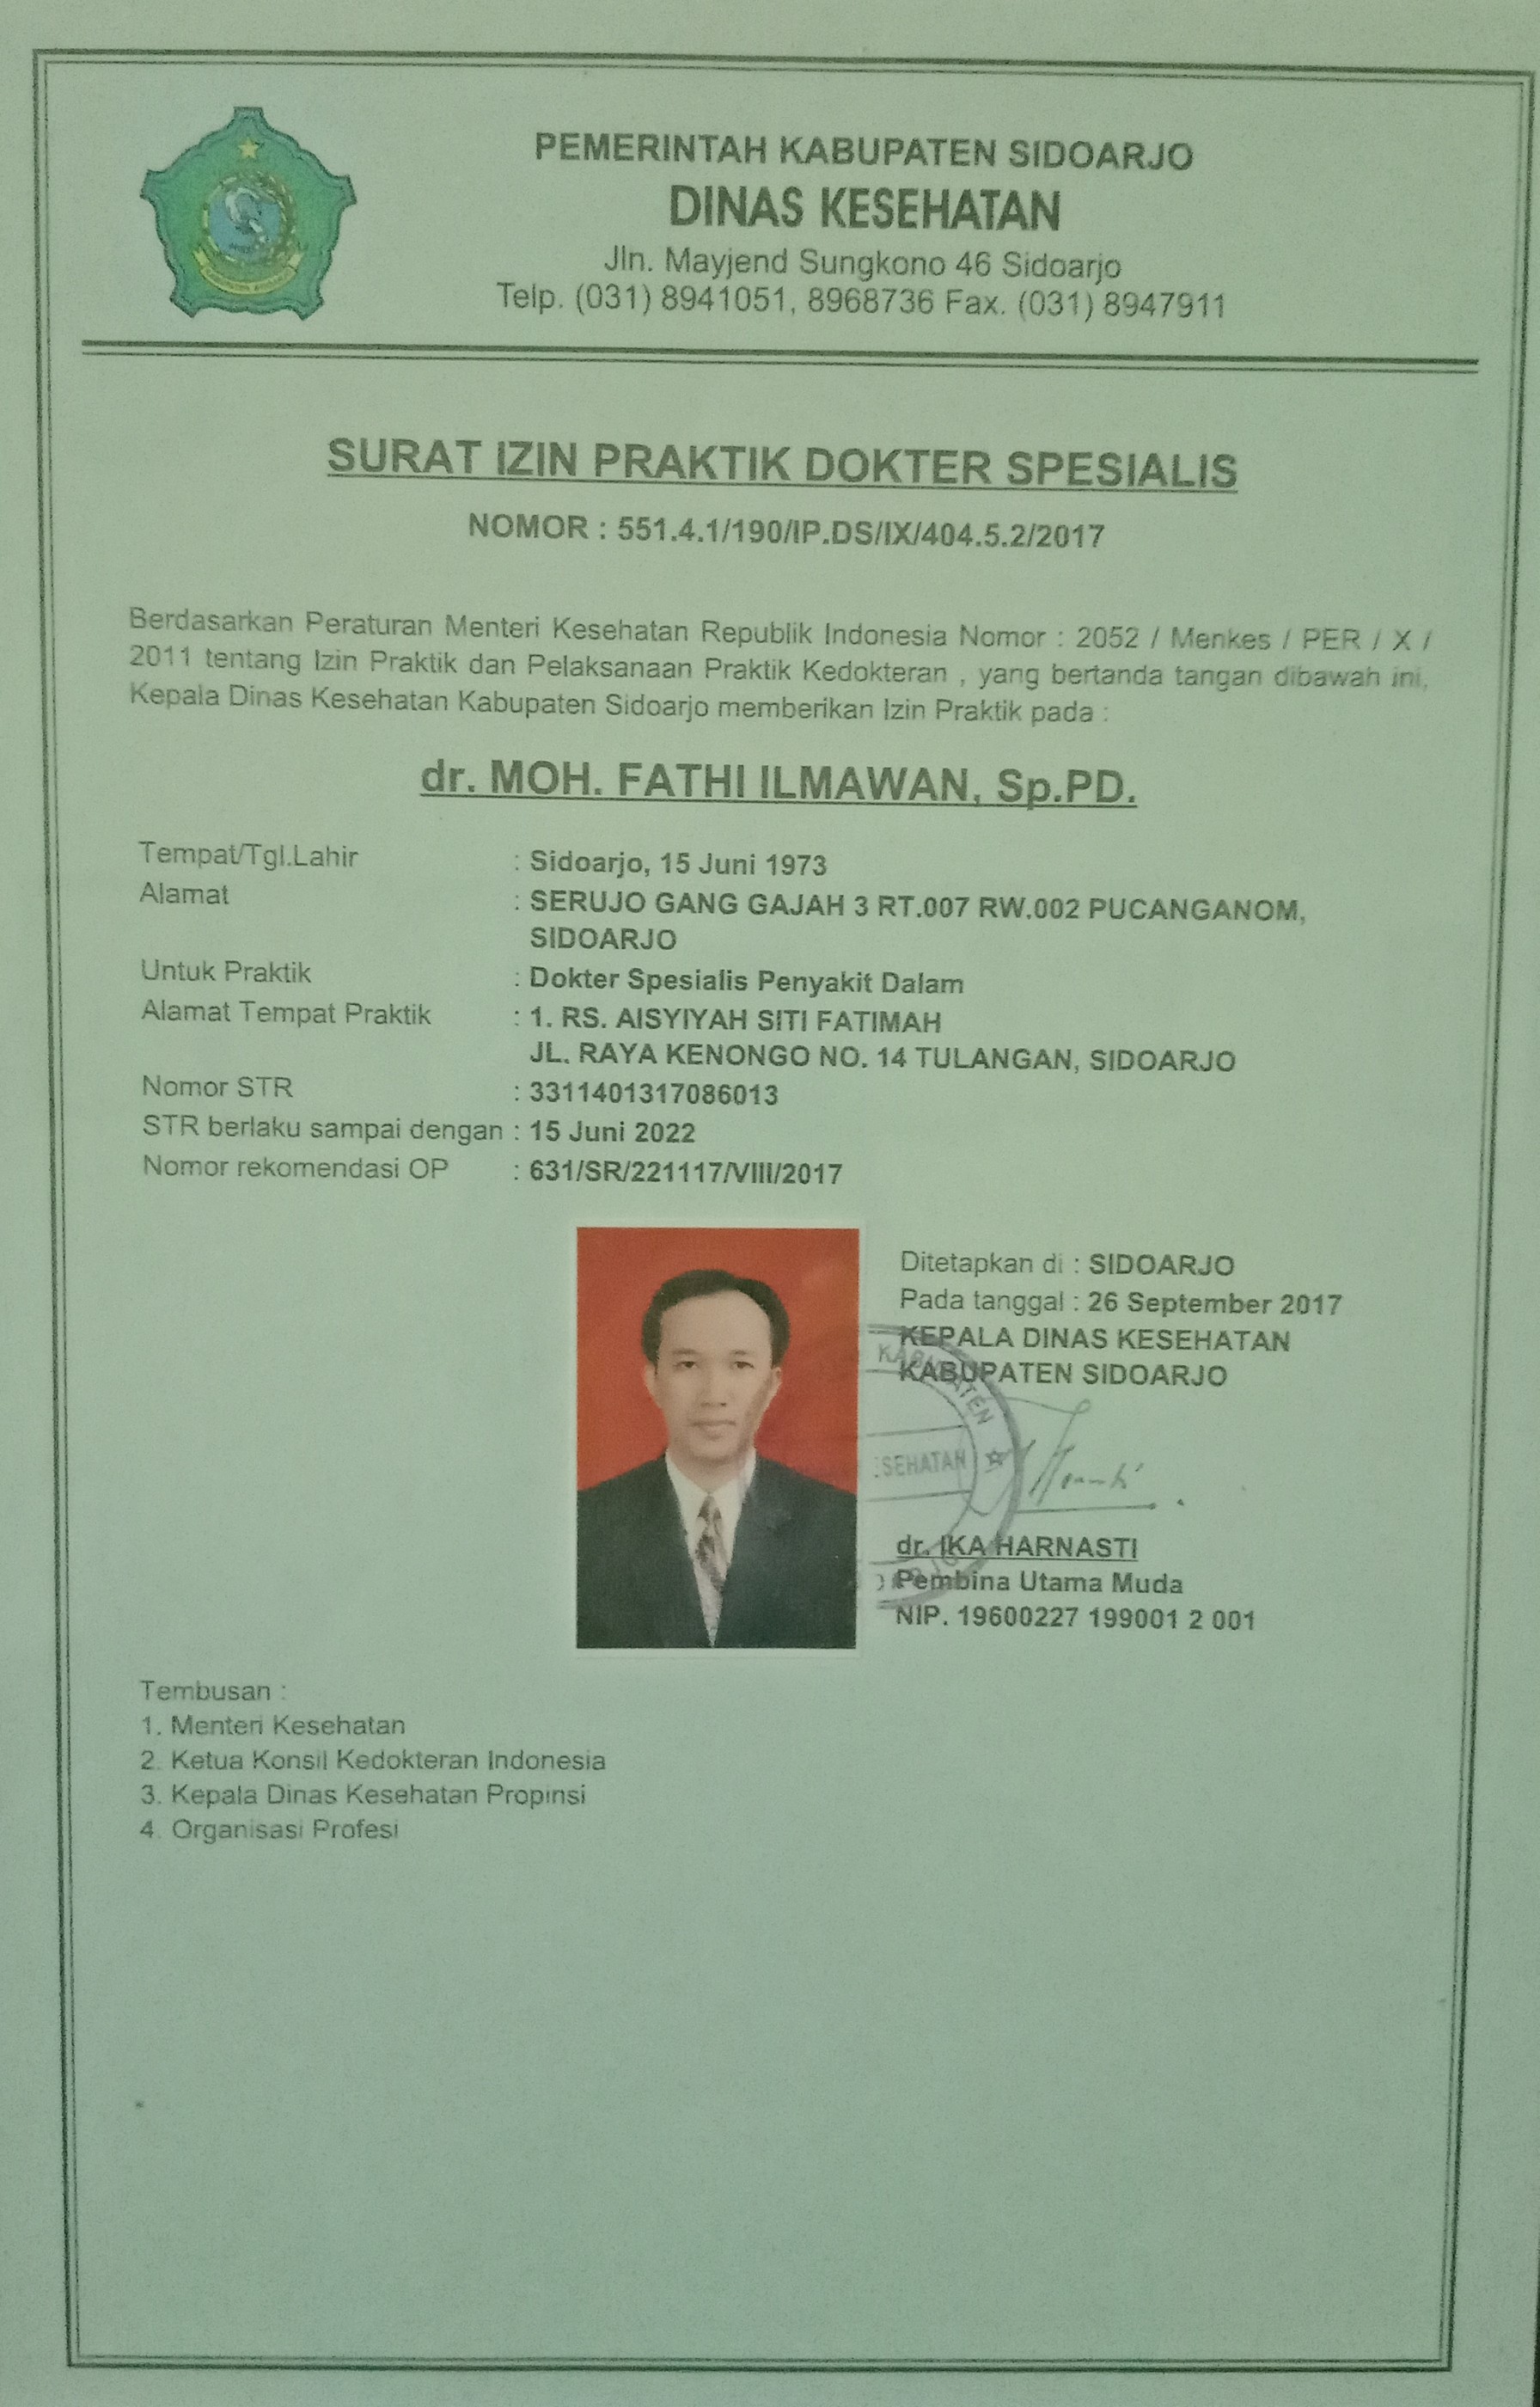 PEMERINTAH KABUPATEN SIDOARJO
DINAS KESEHATAN
Jln. Mayjend Sungkono 46 Sidoarjo
Telp. (031) 8941051, 8968736 Fax. (031) 8947911
SURAT IZIN PRAKTIK DOKTER SPESIALIS
NOMOR : 551.4.1/190/IP.DS/IX/404.5.2/2017
Berdasarkan Peraturan Menteri Kesehatan Republik Indonesia Nomor : 2052 / Menkes / PER / X /
2011 tentang Izin Praktik dan Pelaksanaan Praktik Kedokteran , yang bertanda tangan dibawah ini,
Kepala Dinas Kesehatan Kabupaten Sidoarjo memberikan Izin Praktik pada :
dr. MOH. FATHI ILMAWAN, Sp.PD.
Tempat/Tgl.Lahir : Sidoarjo, 15 Juni 1973
Alamat : SERUJO GANG GAJAH 3 RT.007 RW.002 PUCANGANOM,
SIDOARJO
Untuk Praktik : Dokter Spesialis Penyakit Dalam
Alamat Tempat Praktik : 1. RS. AISYIYAH SITI FATIMAH
JL. RAYA KENONGO NO. 14 TULANGAN, SIDOARJO
Nomor STR : 3311401317086013
STR berlaku sampai dengan : 15 Juni 2022
Nomor rekomendasi OP : 631/SR/221117/VIII/2017
Ditetapkan di : SIDOARJO
Pada tanggal : 26 September 2017
KEPALA DINAS KESEHATAN
KABUPATEN SIDOARJO
KABUPATEN
ESEHATAN
dr. IKA HARNASTI
Pembina Utama Muda
NIP. 19600227 199001 2 001
Tembusan :
1. Menteri Kesehatan
2. Ketua Konsil Kedokteran Indonesia
3. Kepala Dinas Kesehatan Propinsi
4. Organisasi Profesi